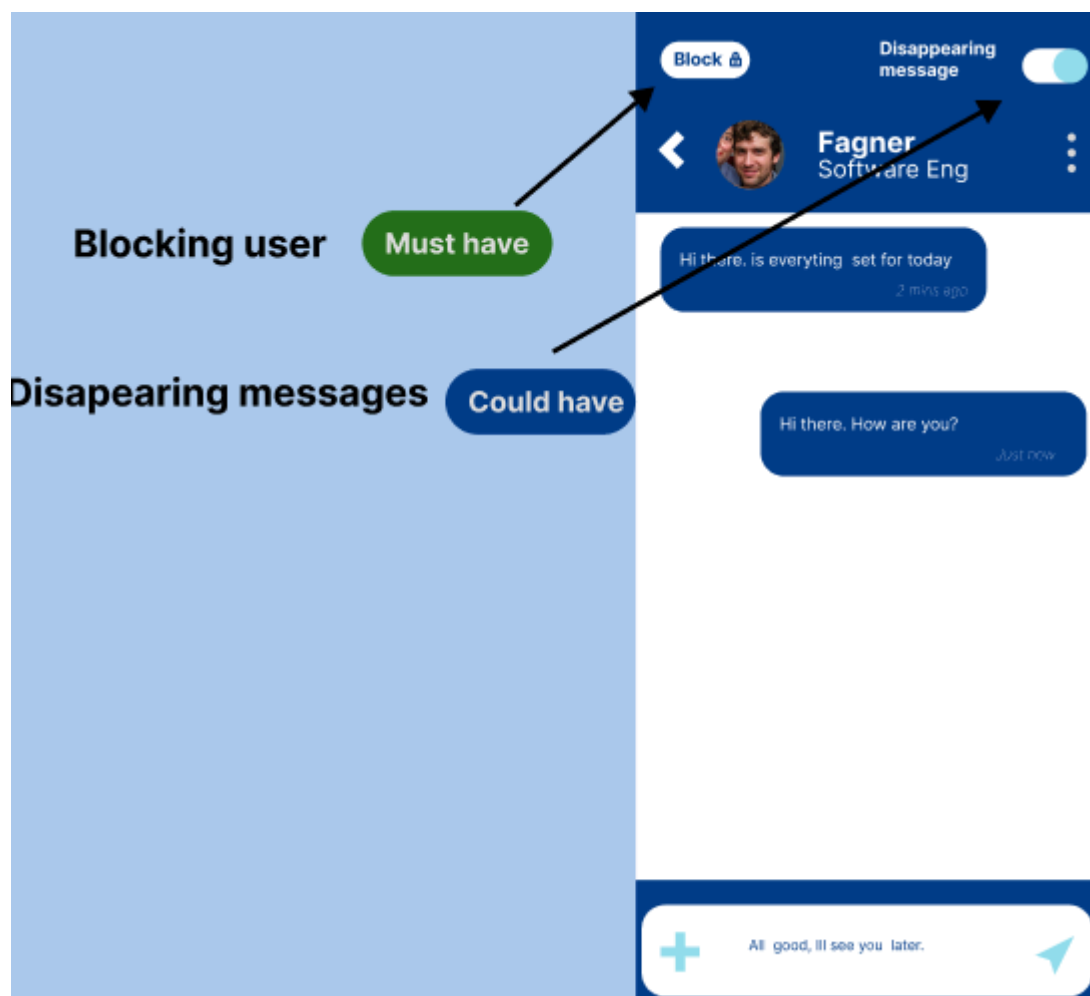 Block
Disappearing
message
Fagner
Software Eng
Blocking user
Must have
Hi there. is everyting set for today
2 mins ago
Disapearing messages
Could have
Hi there. How are you?
Just now
All good, Ill see you later.